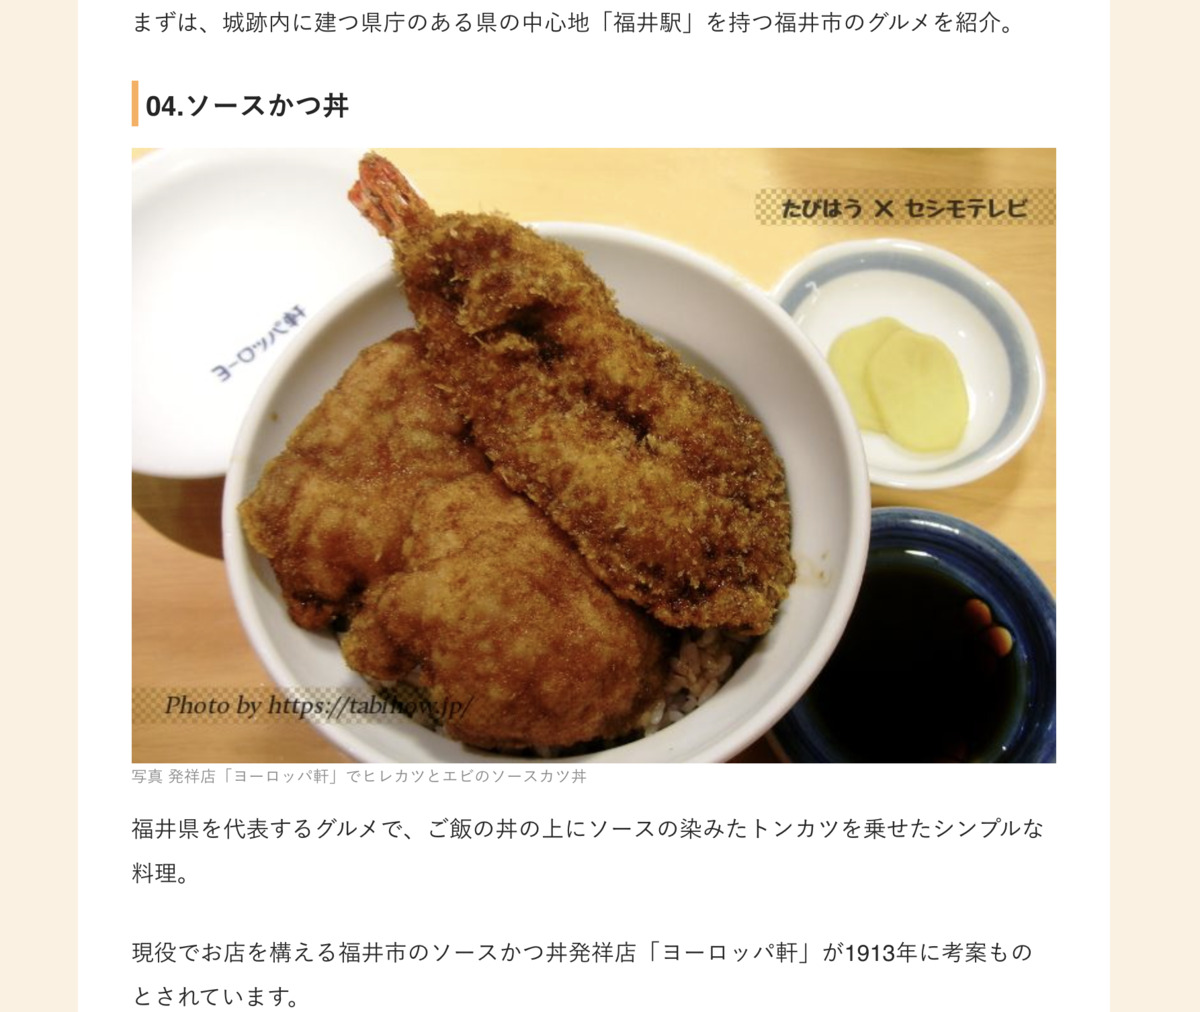 まずは、城跡内に建つ県庁のある県の中心地「福井駅」を持つ福井市のグルメを紹介。
04.ソースかつ丼
たびはう × セシモテレビ
ヨーロッパ軒
Photo by https://tabihow.jp/
写真 発祥店「ヨーロッパ軒」でヒレカツとエビのソースカツ丼
福井県を代表するグルメで、ご飯の丼の上にソースの染みたトンカツを乗せたシンプルな
料理。
現役でお店を構える福井市のソースかつ丼発祥店「ヨーロッパ軒」が1913年に考案もの
とされています。